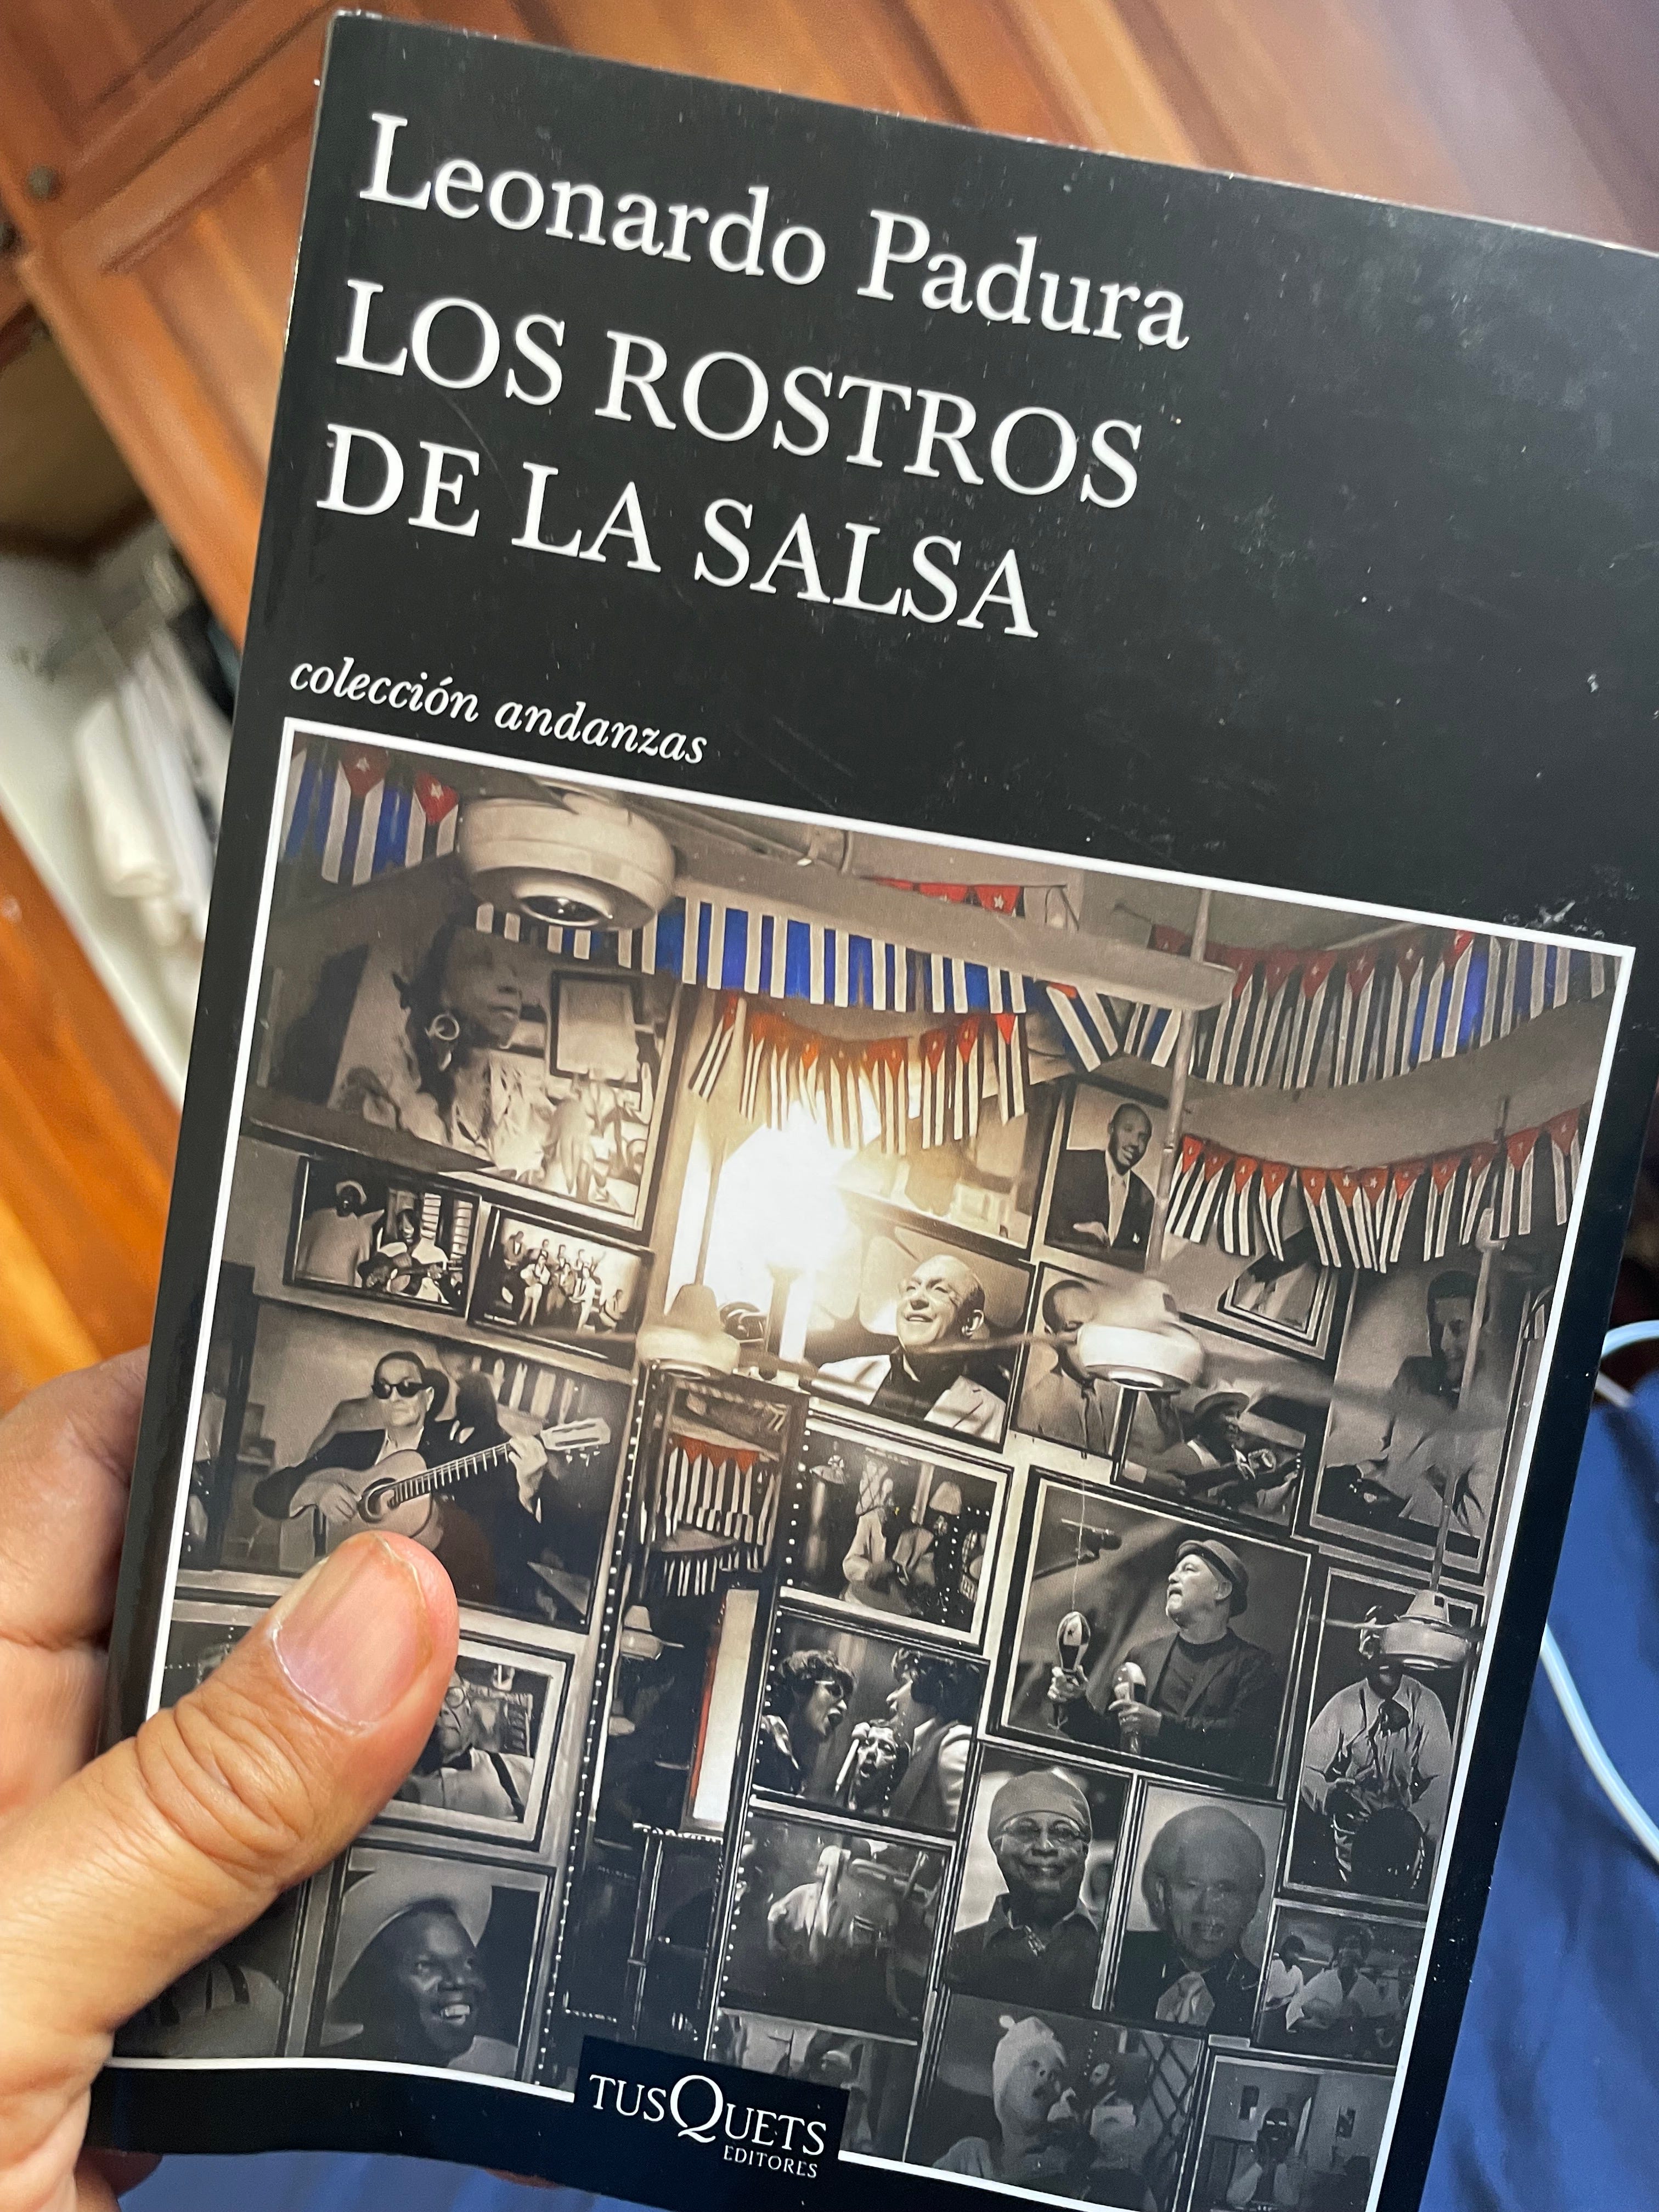 Leonardo Padura
LOS ROSTROS
DE LA SALSA
colección andanzas
TUSQUETS
EDITORES